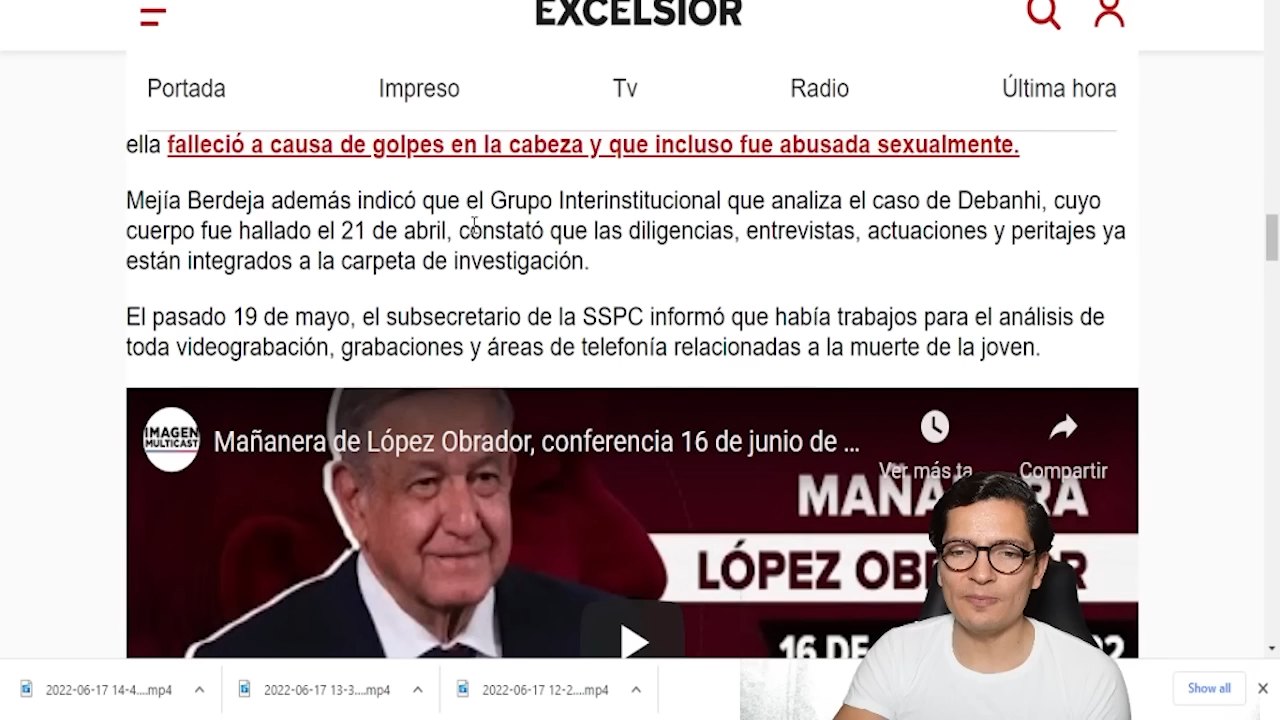 EXCELSIOR
Portada Impreso Tv Radio Última hora
ella falleció a causa de golpes en la cabeza y que incluso fue abusada sexualmente.
Mejía Berdeja además indicó que el Grupo Interinstitucional que analiza el caso de Debanhi, cuyo
cuerpo fue hallado el 21 de abril, constató que las diligencias, entrevistas, actuaciones y peritajes ya
están integrados a la carpeta de investigación.
El pasado 19 de mayo, el subsecretario de la SSPC informó que había trabajos para el análisis de
toda videograbación, grabaciones y áreas de telefonía relacionadas a la muerte de la joven.
IMAGEN
MULTICAST
Mañanera de López Obrador, conferencia 16 de junio de ...
Ver más ta Compartir
LÓPEZ
16 DE
2022-06-17 14-4....mp4 2022-06-17 13-3....mp4 2022-06-17 12-2....mp4 Show all